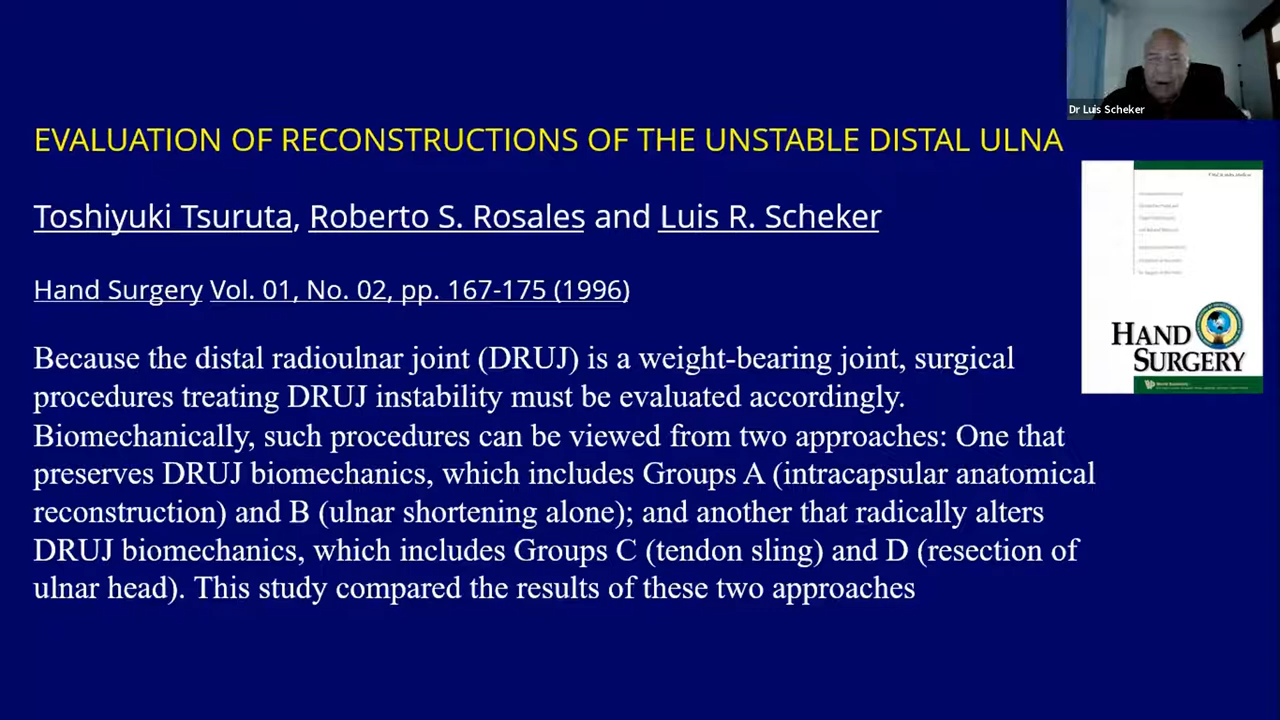 Dr Luis Scheker
EVALUATION OF RECONSTRUCTIONS OF THE UNSTABLE DISTAL ULNA
Toshiyuki Tsuruta, Roberto S. Rosales and Luis R. Scheker
Hand Surgery Vol. 01, No. 02, pp. 167-175 (1996)
Because the distal radioulnar joint (DRUJ) is a weight-bearing joint, surgical
procedures treating DRUJ instability must be evaluated accordingly.
Biomechanically, such procedures can be viewed from two approaches: One that
preserves DRUJ biomechanics, which includes Groups A (intracapsular anatomical
reconstruction) and B (ulnar shortening alone); and another that radically alters
DRUJ biomechanics, which includes Groups C (tendon sling) and D (resection of
ulnar head). This study compared the results of these two approaches
HAND
SURGERY
World Scientific